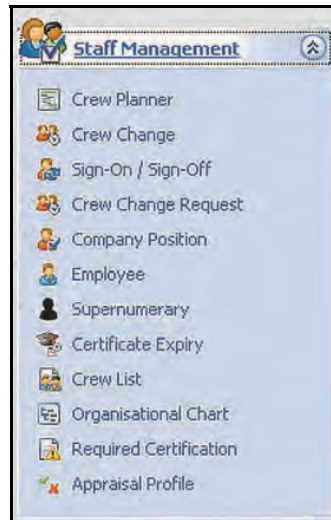 Staff Management
Crew Planner
Crew Change
Sign-On / Sign-Off
Crew Change Request
Company Position
Employee
Supernumerary
Certificate Expiry
Crew List
Organisational Chart
Required Certification
Appraisal Profile